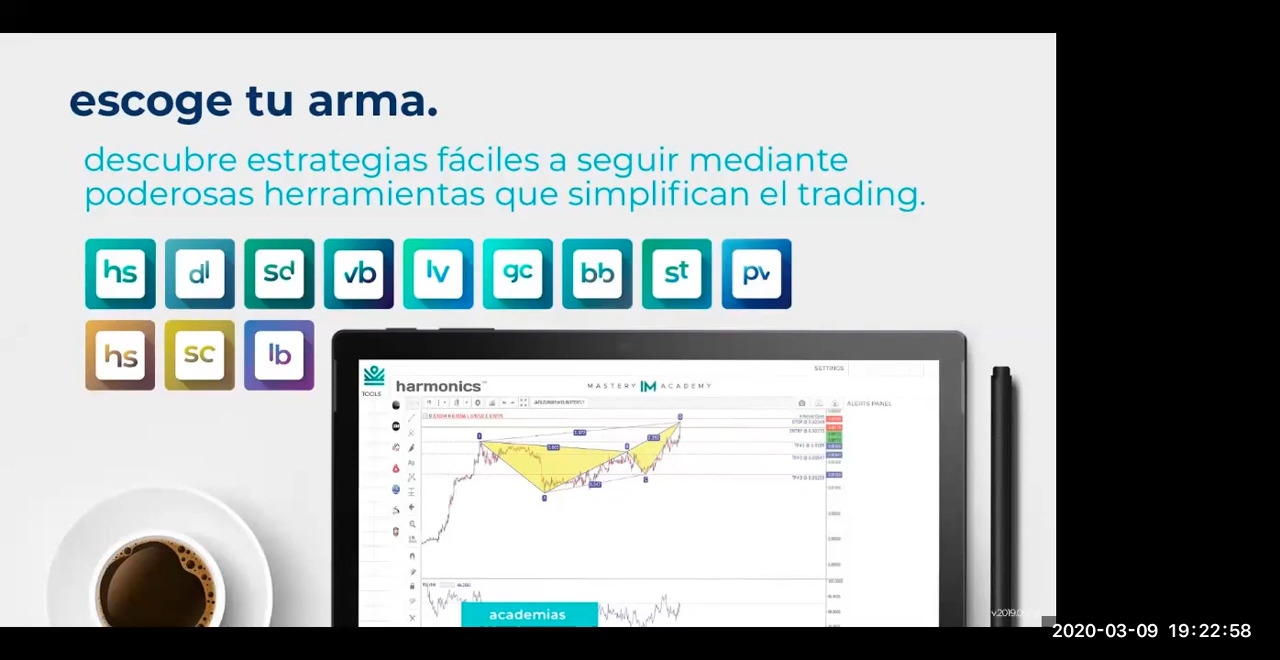 escoge tu arma.
descubre estrategias fáciles a seguir mediante
poderosas herramientas que simplifican el trading.
hs dl sd vb lv gc bb st pv
hs sc lb
SETTINGS
TOOLS
harmonics
MASTERY IM ACADEMY
ALERTS PANEL
academias
2020-03-09 19:22:58